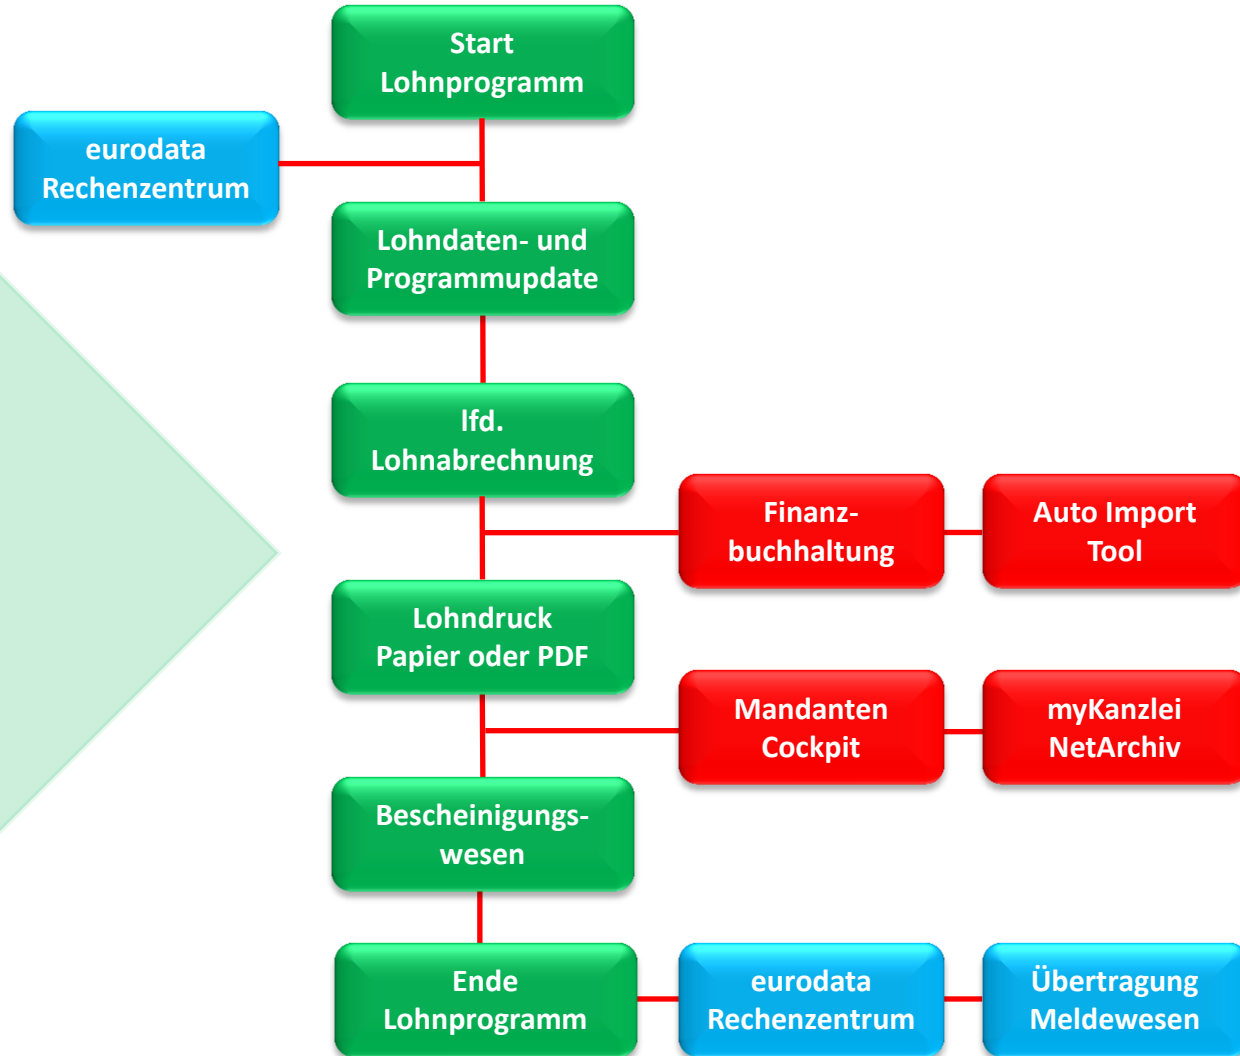 Start
Lohnprogramm
eurodata
Rechenzentrum
Lohndaten- und
Programmupdate
lfd.
Lohnabrechnung
Finanz-
buchhaltung
Auto Import
Tool
Lohndruck
Papier oder PDF
Mandanten
Cockpit
myKanzlei
NetArchiv
Bescheinigungs-
wesen
Ende
Lohnprogramm
eurodata
Rechenzentrum
Übertragung
Meldewesen